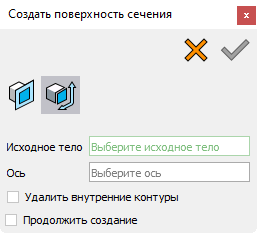 Создать поверхность сечения
Исходное тело Выберите исходное тело
Ось Выберите ось
Удалить внутренние контуры
Продолжить создание